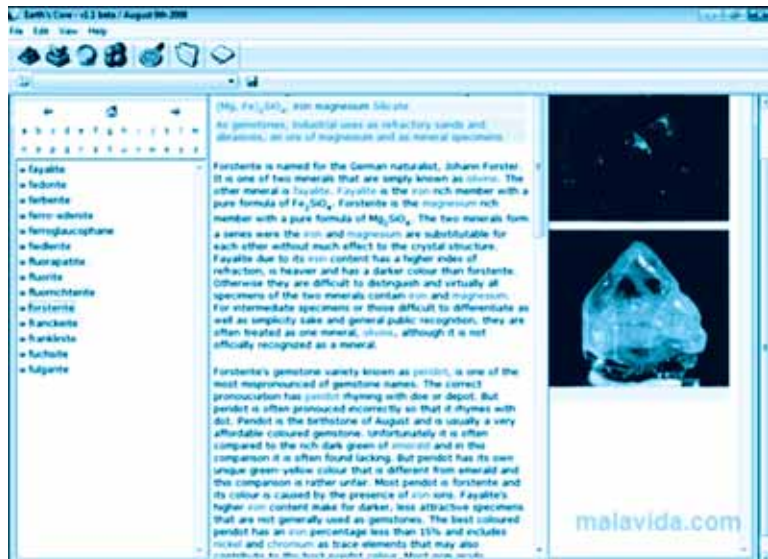 Earth's Core - v1.1 beta / August 9th 2008
File Edit View Help
fayalite
fedorite
ferberite
ferro-edenite
ferroglaucophane
fiedlerite
fluorapatite
fluorite
fluorrichterite
forsterite
franckeite
franklinite
fuchsite
fulgarite
(Mg, Fe)₂SiO₄, iron magnesium Silicate
As gemstones, industrial uses as refractory sands and
abrasives, an ore of magnesium and as mineral specimens
Forsterite is named for the German naturalist, Johann Forster.
It is one of two minerals that are simply known as olivine. The
other mineral is fayalite. Fayalite is the iron rich member with a
pure formula of Fe₂SiO₄. Forsterite is the magnesium rich
member with a pure formula of Mg₂SiO₄. The two minerals form
a series were the iron and magnesium are substitutable for
each other without much effect to the crystal structure.
Fayalite due to its iron content has a higher index of
refraction, is heavier and has a darker colour than forsterite.
Otherwise they are difficult to distinguish and virtually all
specimens of the two minerals contain iron and magnesium.
For intermediate specimens or those difficult to differentiate as
well as simplicity sake and general public recognition, they are
often treated as one mineral, olivine, although it is not
officially recognized as a mineral.
Forsterite's gemstone variety known as peridot, is one of the
most mispronounced of gemstone names. The correct
pronouciation has peridot rhyming with doe or depot. But
peridot is often pronouced incorrectly so that it rhymes with
dot. Peridot is the birthstone of August and is usually a very
affordable coloured gemstone. Unfortunately it is often
compared to the rich dark green of emerald and in this
comparison it is often found lacking. But peridot has its own
unique green-yellow colour that is different from emerald and
this comparison is rather unfair. Most peridot is forsterite and
its colour is caused by the presence of iron ions. Fayalite's
higher iron content make for darker, less attractive specimens
that are not generally used as gemstones. The best coloured
peridot has an iron percentage less than 15% and includes
nickel and chromium as trace elements that may also
contribute to the best peridot colour.
malavida.com